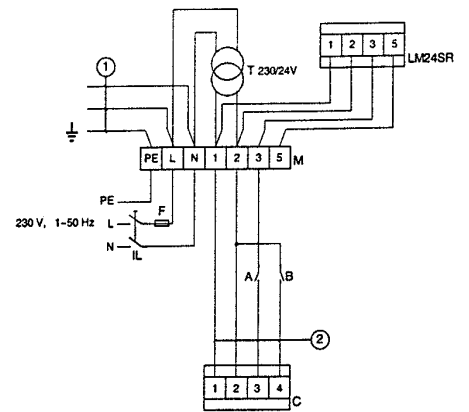 1 2 3 5
LM24SR
1
T 230/24V
PE L N 1 2 3 5
M
PE
F
230 V, 1~50 Hz
L
N
IL
A
B
2
1 2 3 4
C